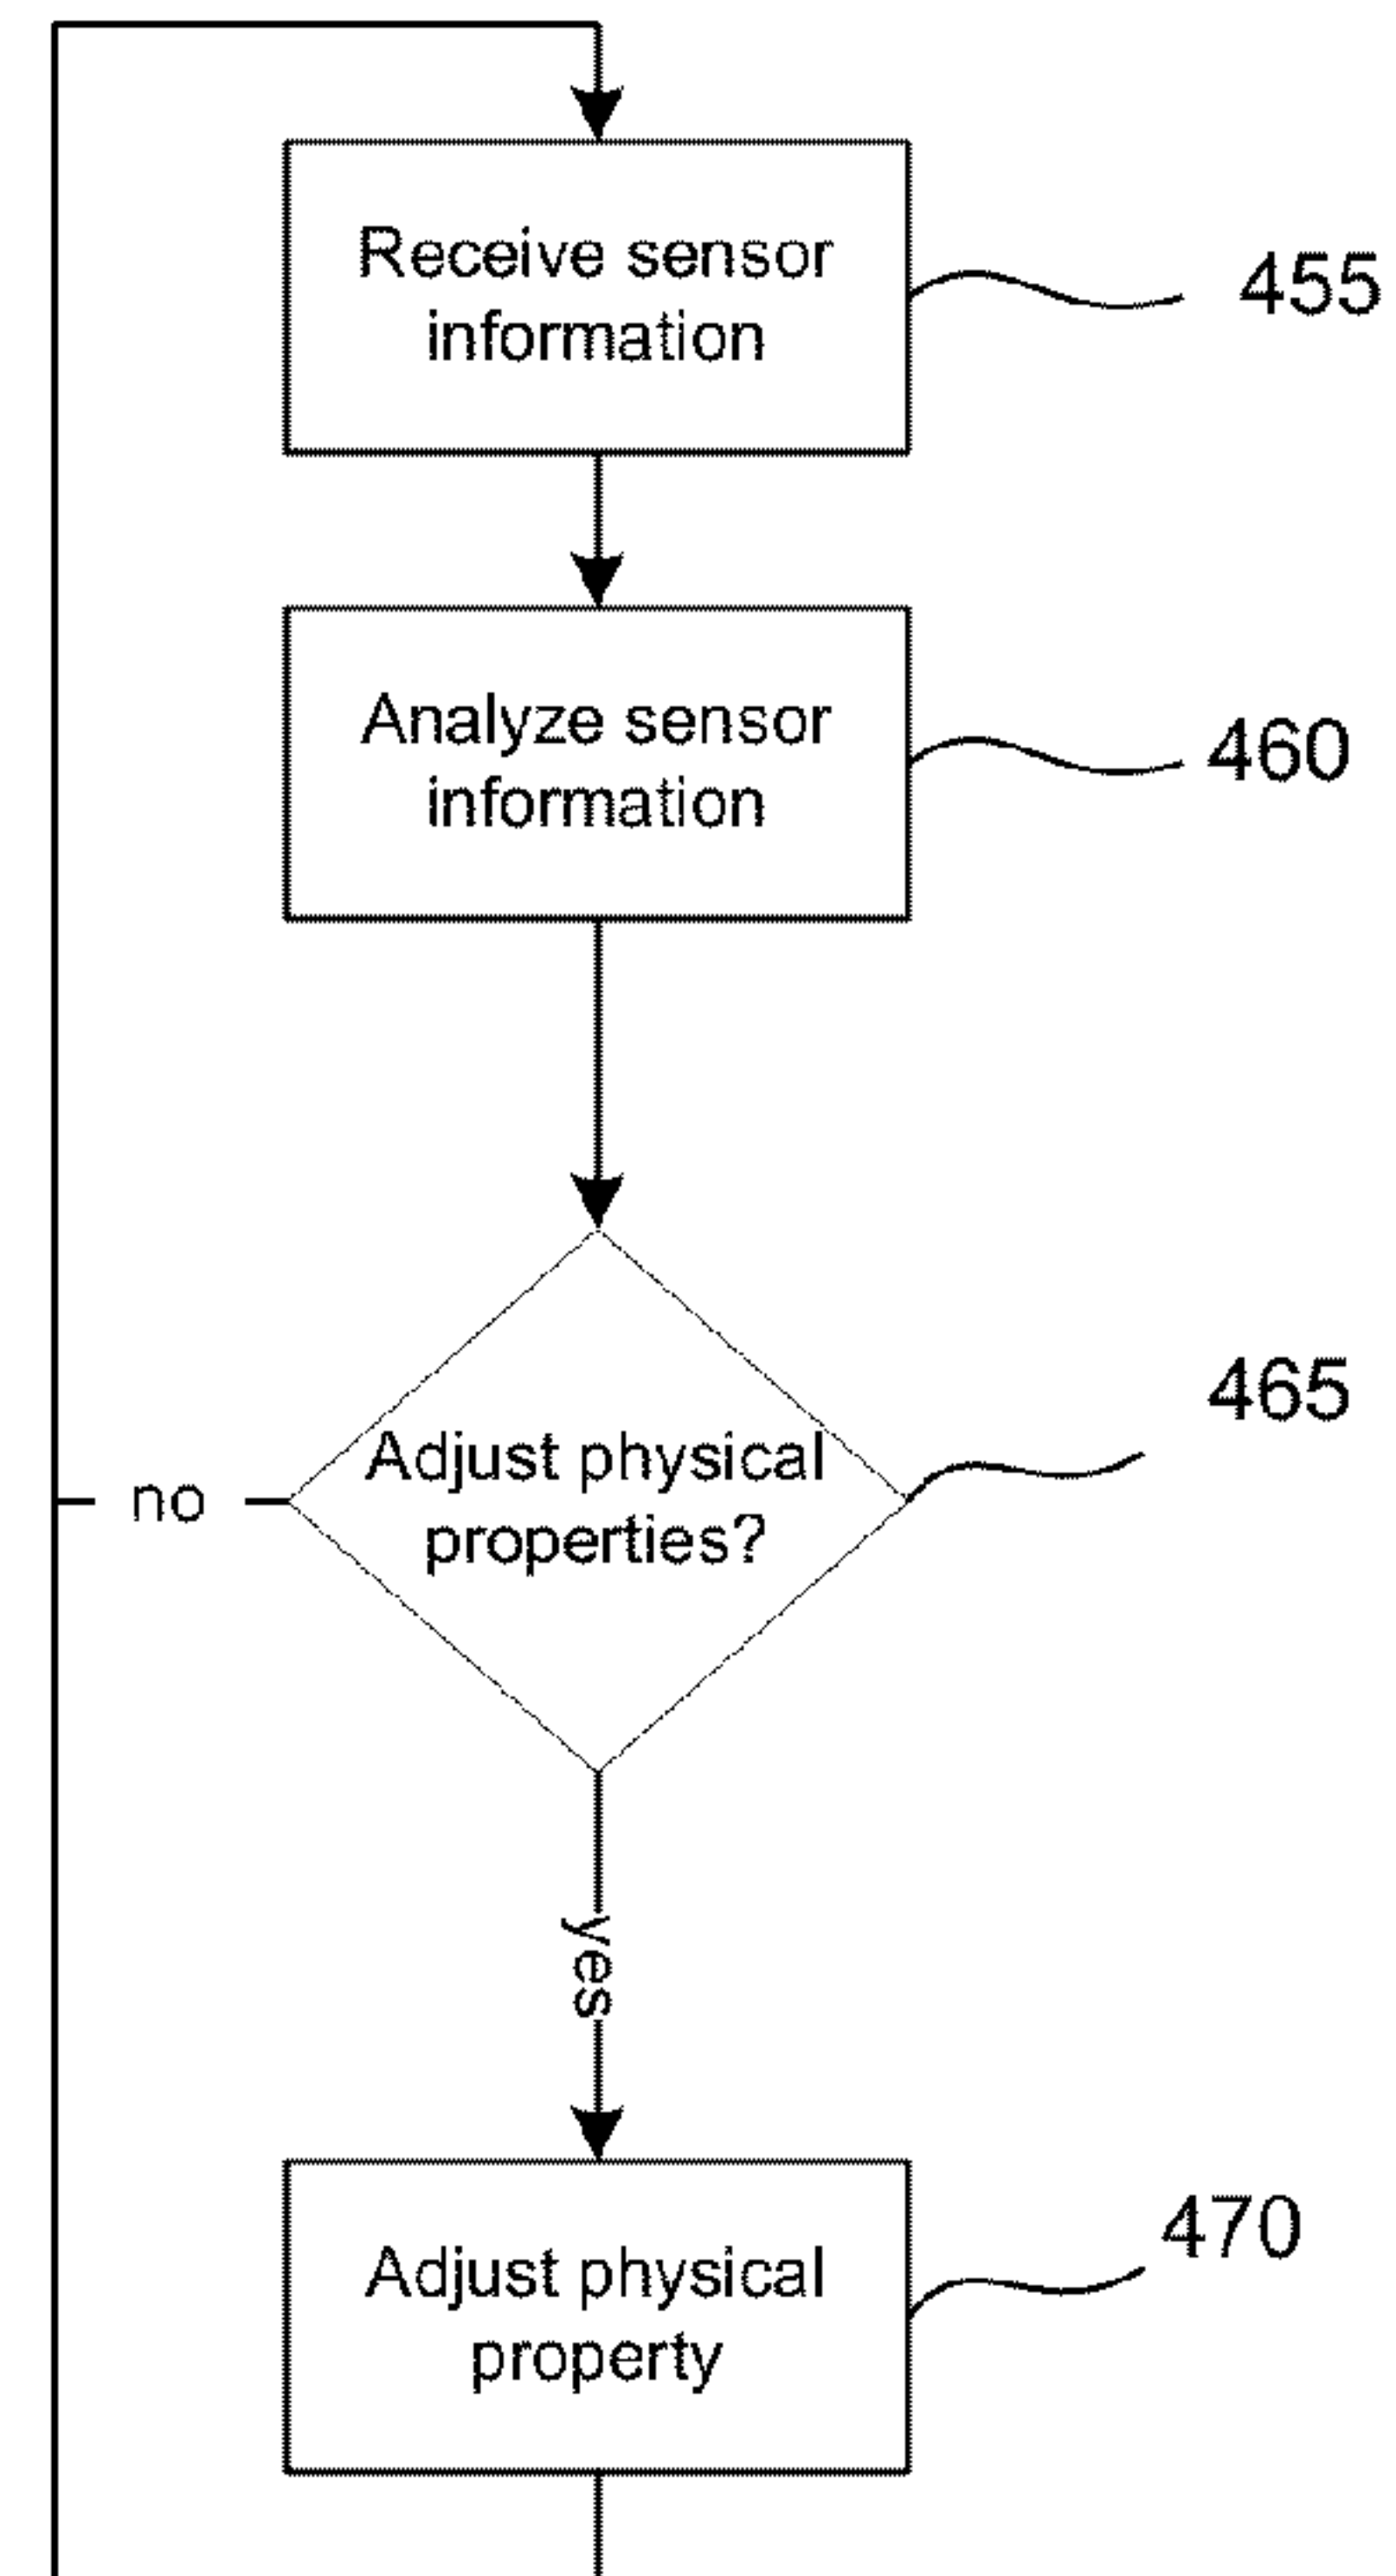 Receive sensor
information
455
Analyze sensor
information
460
465
Adjust physical
properties?
no
yes
470
Adjust physical
property